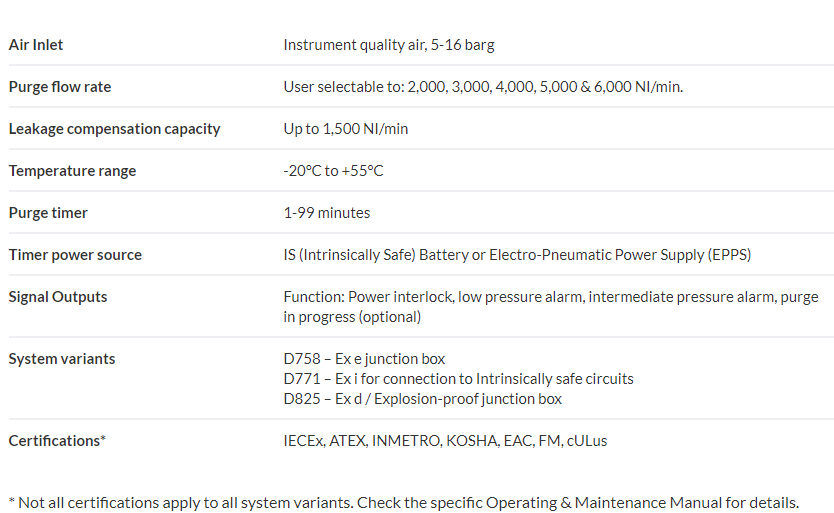 Air Inlet Instrument quality air, 5-16 barg
Purge flow rate User selectable to: 2,000, 3,000, 4,000, 5,000 & 6,000 Nl/min.
Leakage compensation capacity Up to 1,500 Nl/min
Temperature range -20°C to +55°C
Purge timer 1-99 minutes
Timer power source IS (Intrinsically Safe) Battery or Electro-Pneumatic Power Supply (EPPS)
Signal Outputs Function: Power interlock, low pressure alarm, intermediate pressure alarm, purge
in progress (optional)
System variants D758 – Ex e junction box
D771 – Ex i for connection to Intrinsically safe circuits
D825 – Ex d / Explosion-proof junction box
Certifications* IECEx, ATEX, INMETRO, KOSHA, EAC, FM, cULus
* Not all certifications apply to all system variants. Check the specific Operating & Maintenance Manual for details.